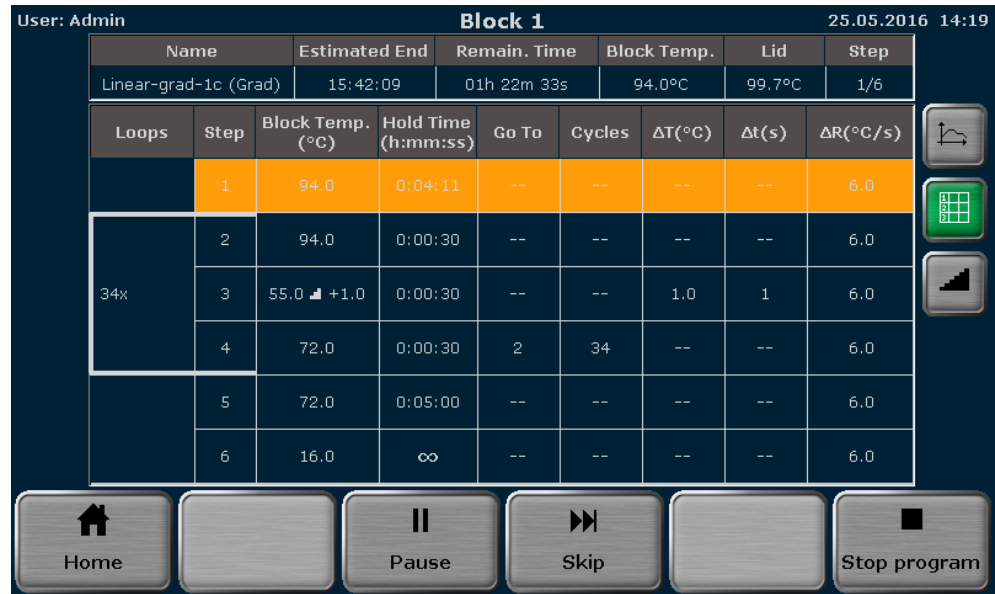 User: Admin Block 1 25.05.2016 14:19
Name Estimated End Remain. Time Block Temp. Lid Step
Linear-grad-1c (Grad) 15:42:09 01h 22m 33s 94.0°C 99.7°C 1/6
Loops Step Block Temp. (°C) Hold Time (h:mm:ss) Go To Cycles ΔT(°C) Δt(s) ΔR(°C/s)
1 94.0 0:04:11 -- -- -- -- 6.0
2 94.0 0:00:30 -- -- -- -- 6.0
34x 3 55.0 +1.0 0:00:30 -- -- 1.0 1 6.0
4 72.0 0:00:30 2 34 -- -- 6.0
5 72.0 0:05:00 -- -- -- -- 6.0
6 16.0 ∞ -- -- -- -- 6.0
1
2
3
Home Pause Skip Stop program